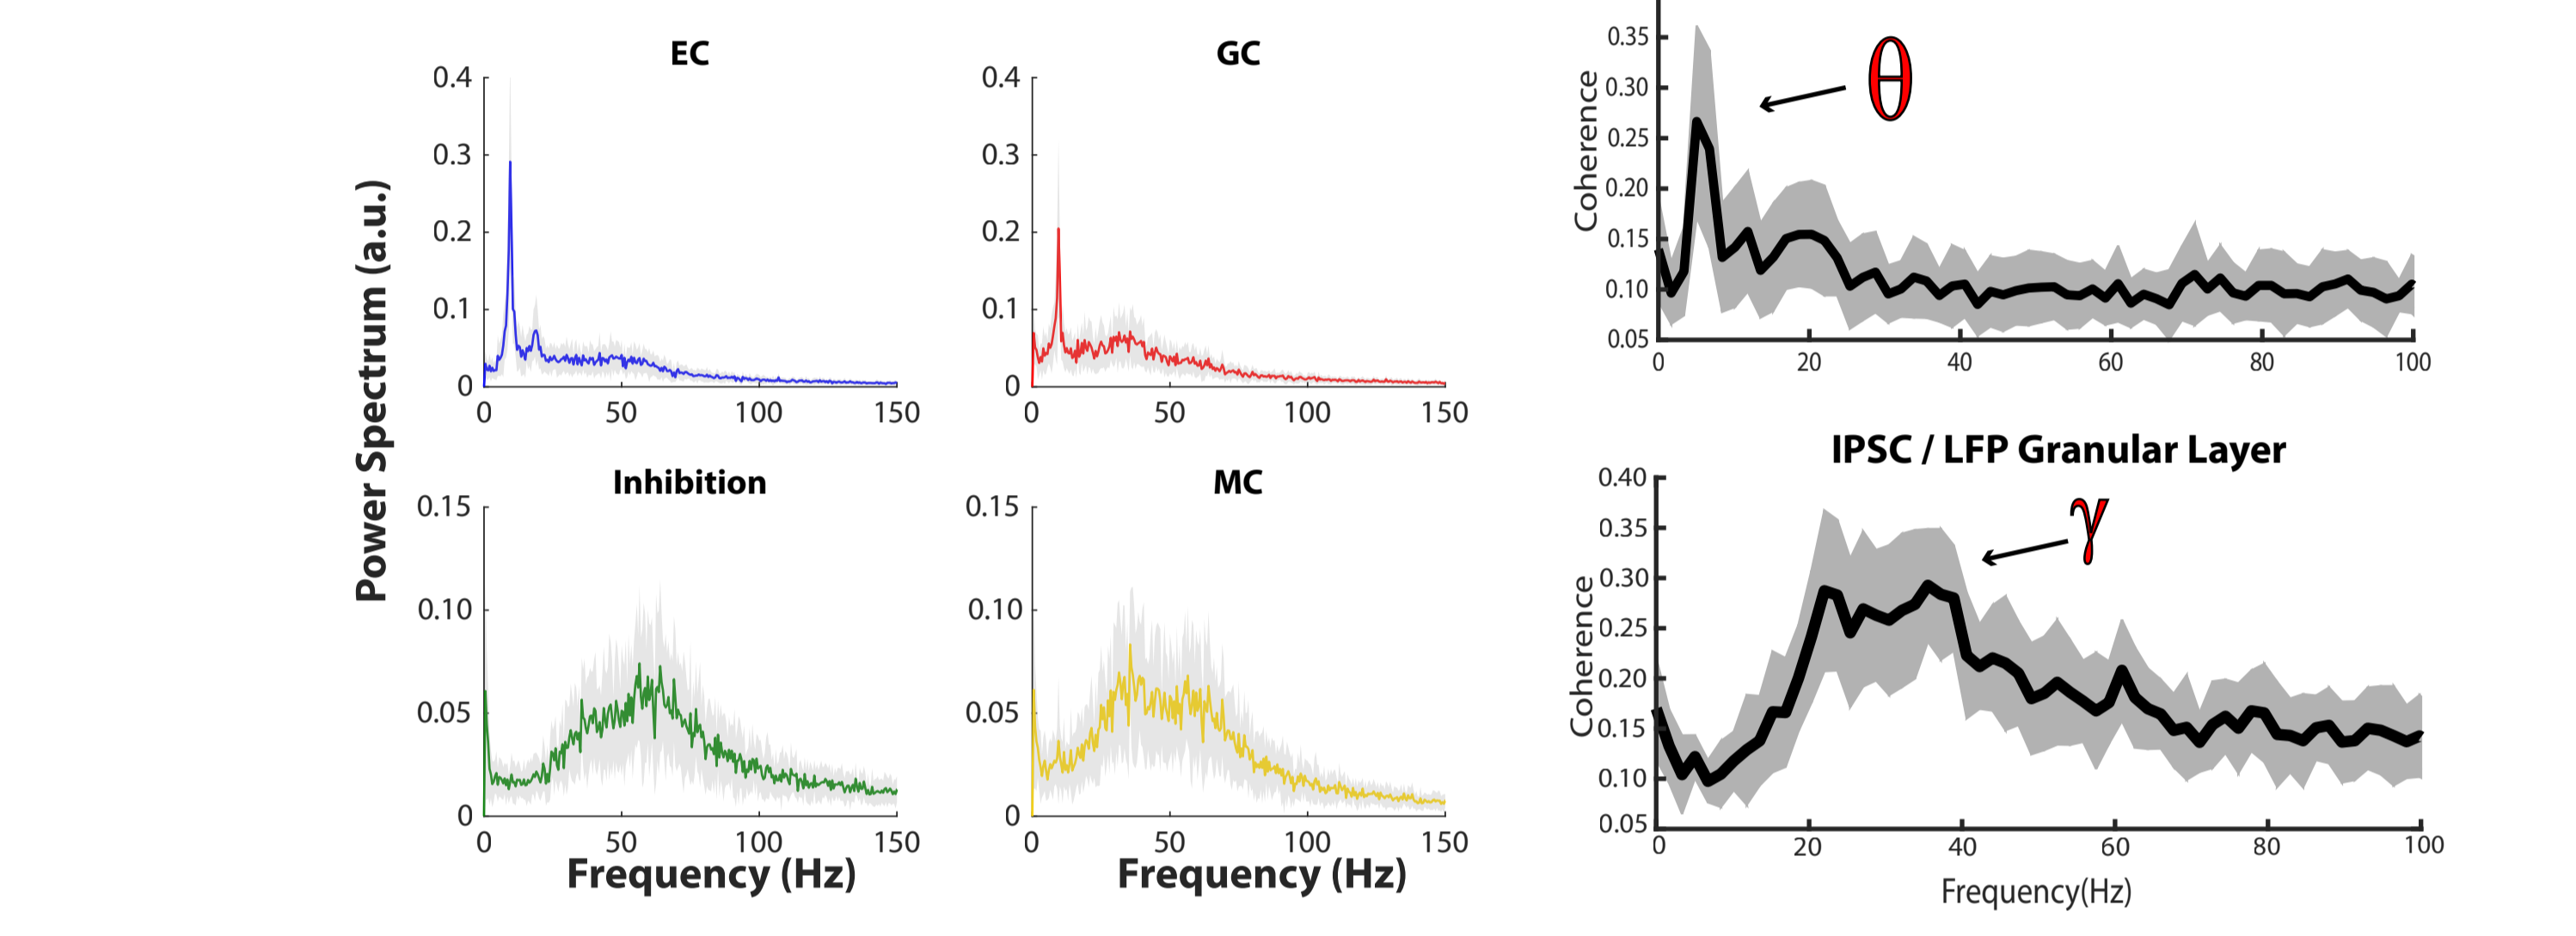 EC
0.4
0.3
0.2
0.1
0
0 50 100 150
GC
0.4
0.3
0.2
0.1
0
0 50 100 150
Power Spectrum (a.u.)
Inhibition
0.15
0.10
0.05
0
0 50 100 150
Frequency (Hz)
MC
0.15
0.10
0.05
0
0 50 100 150
Frequency (Hz)
θ
Coherence
0.35
0.30
0.25
0.20
0.15
0.10
0.05
0 20 40 60 80 100
IPSC / LFP Granular Layer
γ
Coherence
0.40
0.35
0.30
0.25
0.20
0.15
0.10
0.05
0 20 40 60 80 100
Frequency(Hz)